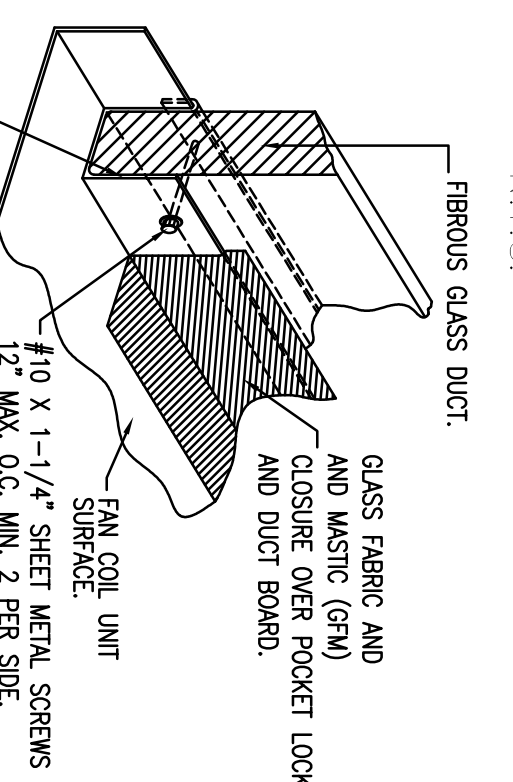 FIBROUS GLASS DUCT.
GLASS FABRIC AND
AND MASTIC (GFM)
CLOSURE OVER POCKET LOCK
AND DUCT BOARD.
FAN COIL UNIT
SURFACE.
#10 X 1-1/4" SHEET METAL SCREWS
12" MAX. O.C. MIN. 2 PER SIDE.